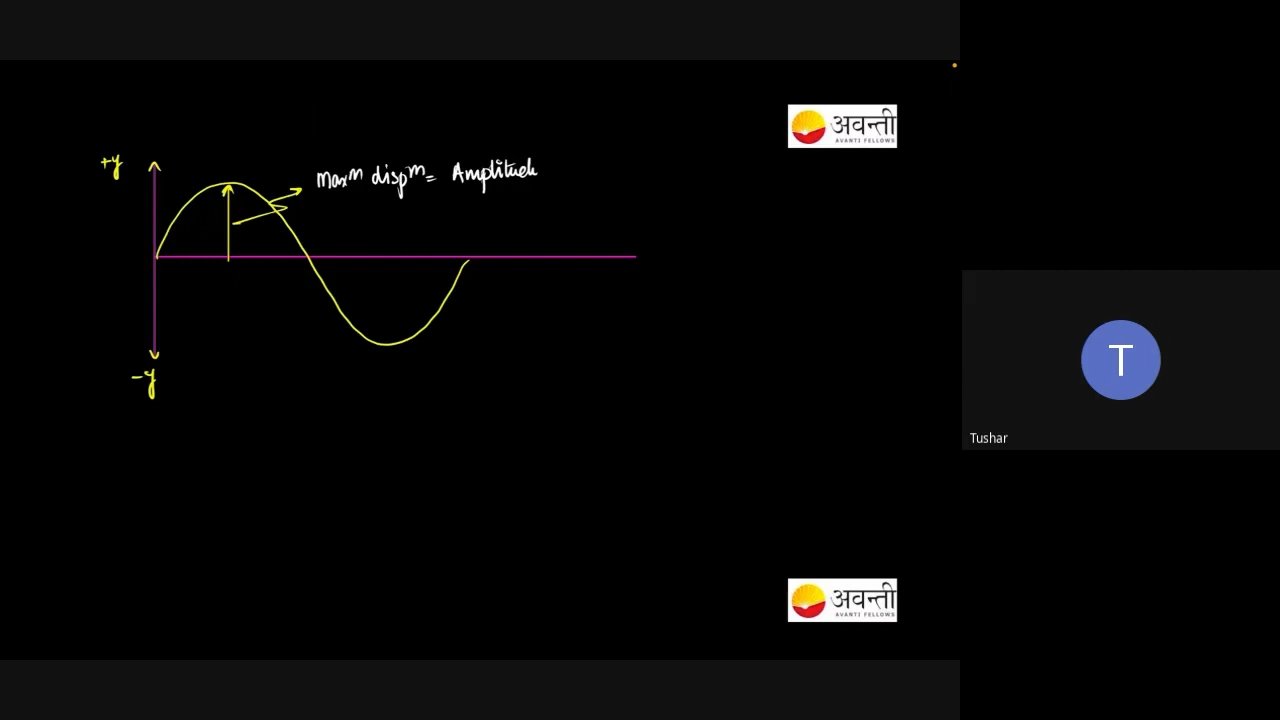 अवन्ती
AVANTI FELLOWS
+y
Maxᵐ dispᵐ = Amplitude
-y
T
Tushar
अवन्ती
AVANTI FELLOWS